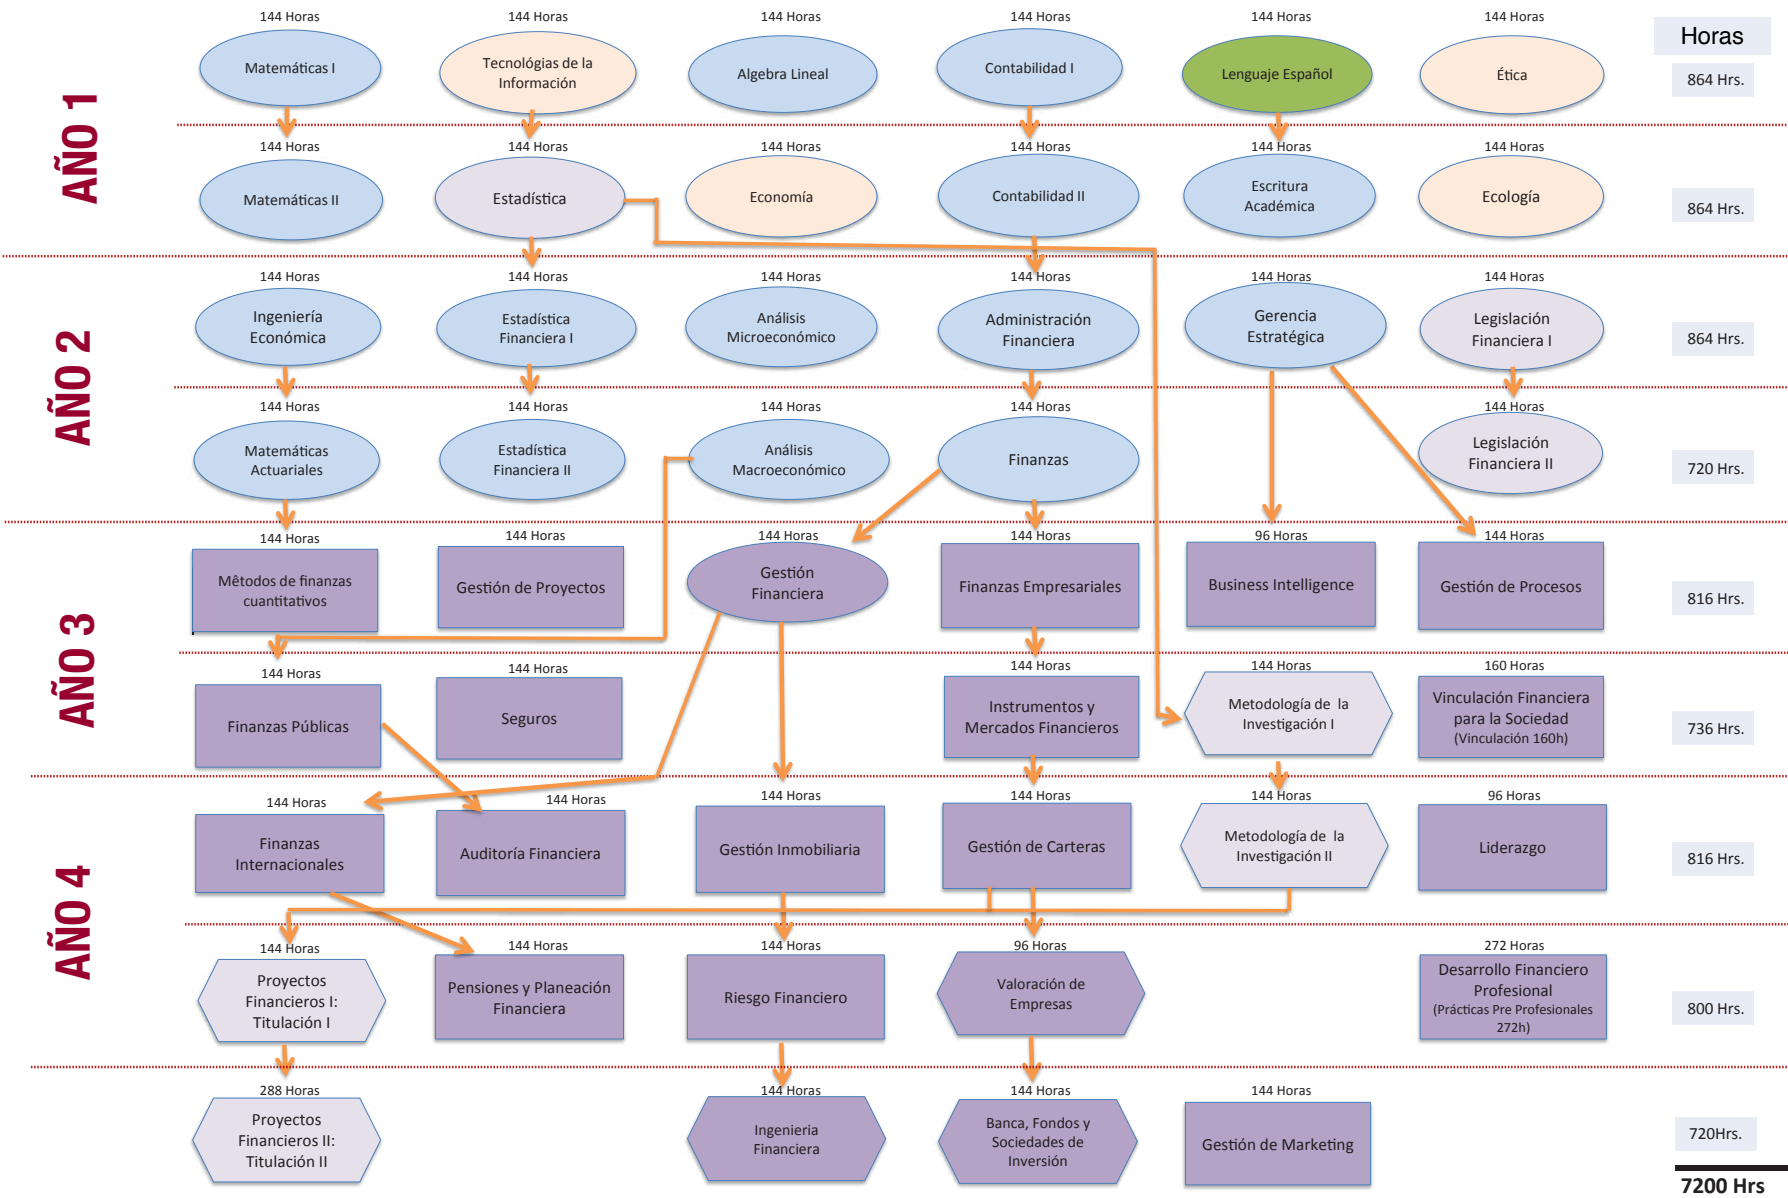 144 Horas 144 Horas 144 Horas 144 Horas 144 Horas 144 Horas
Horas
Matemáticas I
Tecnológias de la
Información
Algebra Lineal
Contabilidad I
Lenguaje Español
Ética
864 Hrs.
AÑO 1
144 Horas 144 Horas 144 Horas 144 Horas 144 Horas 144 Horas
Matemáticas II
Estadística
Economía
Contabilidad II
Escritura
Académica
Ecología
864 Hrs.
144 Horas 144 Horas 144 Horas 144 Horas 144 Horas 144 Horas
Ingeniería
Económica
Estadística
Financiera I
Análisis
Microeconómico
Administración
Financiera
Gerencia
Estratégica
Legislación
Financiera I
864 Hrs.
AÑO 2
144 Horas 144 Horas 144 Horas 144 Horas 144 Horas
Matemáticas
Actuariales
Estadística
Financiera II
Análisis
Macroeconómico
Finanzas
Legislación
Financiera II
720 Hrs.
144 Horas 144 Horas 144 Horas 144 Horas 96 Horas 144 Horas
Mêtodos de finanzas
cuantitativos
Gestión de Proyectos
Gestión
Financiera
Finanzas Empresariales
Business Intelligence
Gestión de Procesos
816 Hrs.
AÑO 3
144 Horas 144 Horas 144 Horas 144 Horas 160 Horas
Finanzas Públicas
Seguros
Instrumentos y
Mercados Financieros
Metodología de la
Investigación I
Vinculación Financiera
para la Sociedad
(Vinculación 160h)
736 Hrs.
144 Horas 144 Horas 144 Horas 144 Horas 144 Horas 96 Horas
Finanzas
Internacionales
Auditoría Financiera
Gestión Inmobiliaria
Gestión de Carteras
Metodología de la
Investigación II
Liderazgo
816 Hrs.
AÑO 4
144 Horas 144 Horas 144 Horas 96 Horas 272 Horas
Proyectos
Financieros I:
Titulación I
Pensiones y Planeación
Financiera
Riesgo Financiero
Valoración de
Empresas
Desarrollo Financiero
Profesional
(Prácticas Pre Profesionales
272h)
800 Hrs.
288 Horas 144 Horas 144 Horas 144 Horas
Proyectos
Financieros II:
Titulación II
Ingenieria
Financiera
Banca, Fondos y
Sociedades de
Inversión
Gestión de Marketing
720Hrs.
7200 Hrs